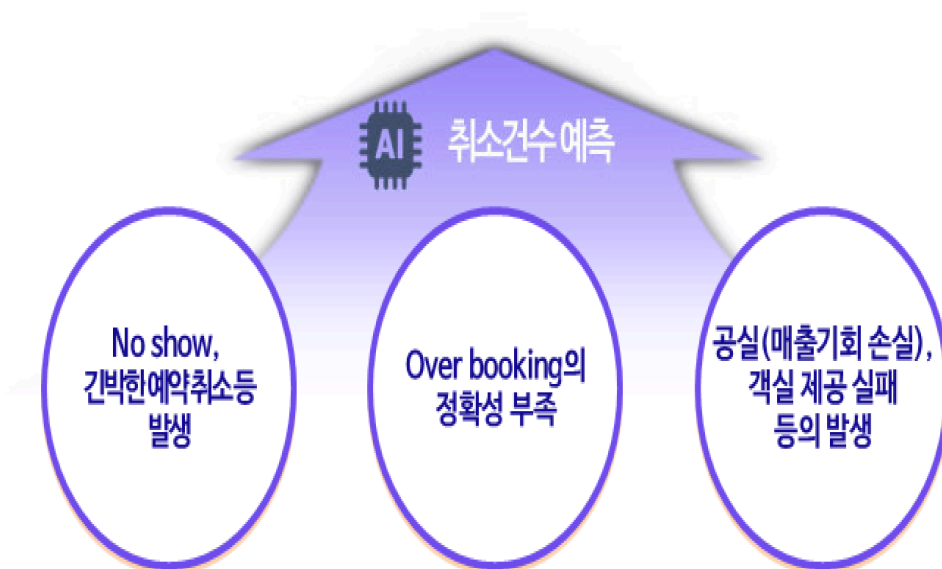 AI 취소건수 예측
No show,
긴박한예약취소등
발생
Over booking의
정확성 부족
공실(매출기회 손실),
객실 제공 실패
등의 발생